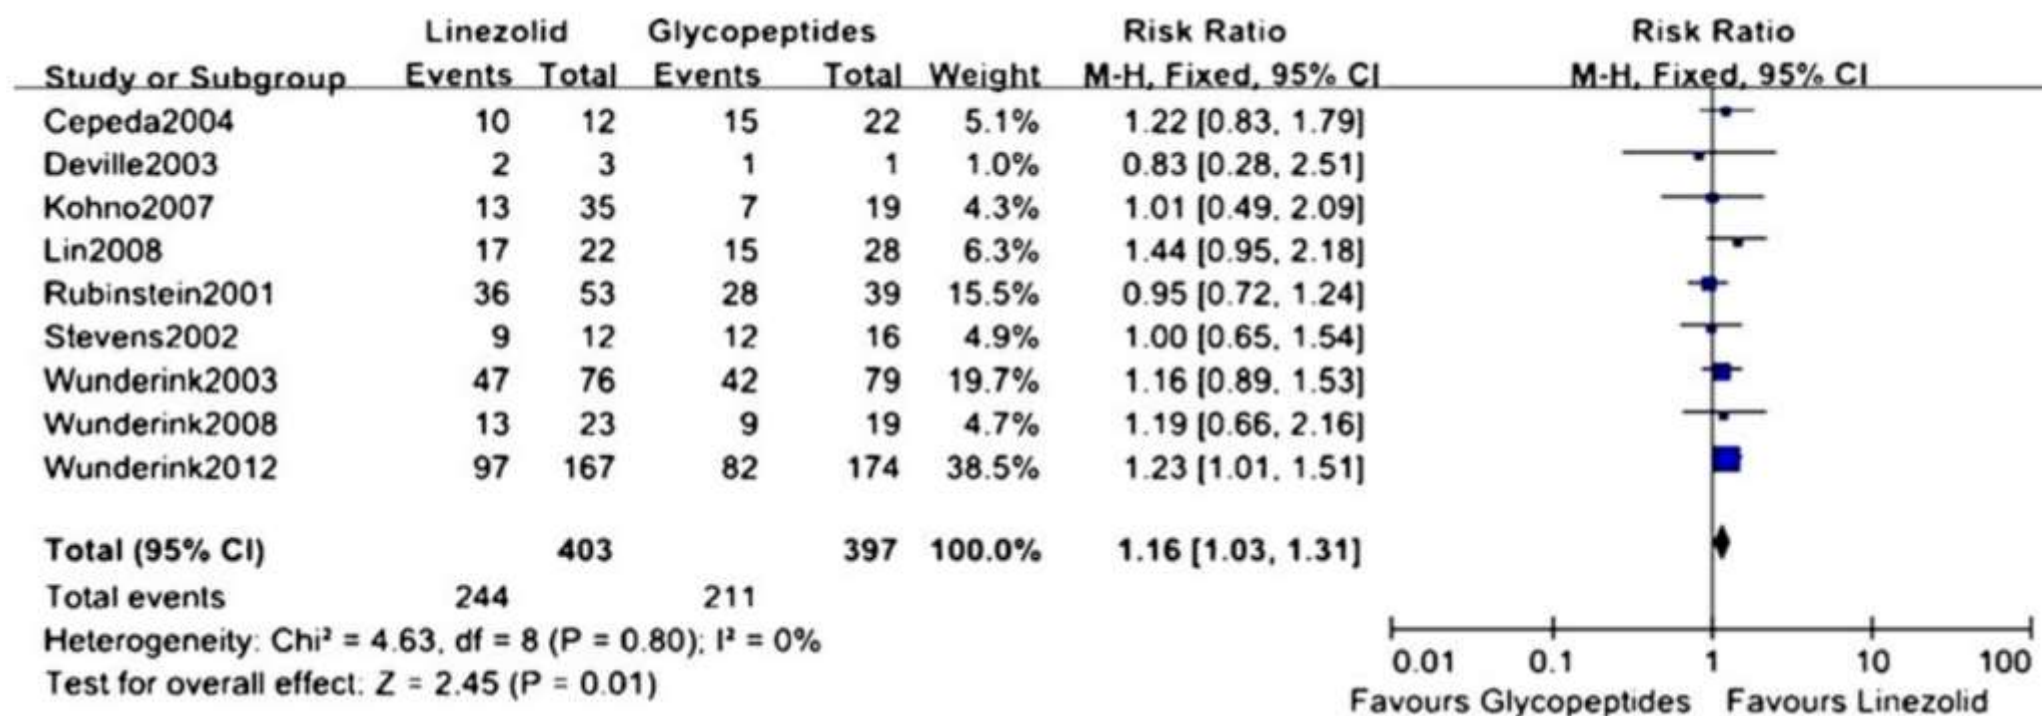 Linezolid Glycopeptides Risk Ratio Risk Ratio
Study or Subgroup Events Total Events Total Weight M-H, Fixed, 95% CI M-H, Fixed, 95% CI
Cepeda2004 10 12 15 22 5.1% 1.22 [0.83, 1.79]
Deville2003 2 3 1 1 1.0% 0.83 [0.28, 2.51]
Kohno2007 13 35 7 19 4.3% 1.01 [0.49, 2.09]
Lin2008 17 22 15 28 6.3% 1.44 [0.95, 2.18]
Rubinstein2001 36 53 28 39 15.5% 0.95 [0.72, 1.24]
Stevens2002 9 12 12 16 4.9% 1.00 [0.65, 1.54]
Wunderink2003 47 76 42 79 19.7% 1.16 [0.89, 1.53]
Wunderink2008 13 23 9 19 4.7% 1.19 [0.66, 2.16]
Wunderink2012 97 167 82 174 38.5% 1.23 [1.01, 1.51]
Total (95% CI) 403 397 100.0% 1.16 [1.03, 1.31]
Total events 244 211
Heterogeneity: Chi² = 4.63, df = 8 (P = 0.80); I² = 0%
Test for overall effect: Z = 2.45 (P = 0.01)
0.01 0.1 1 10 100
Favours Glycopeptides Favours Linezolid